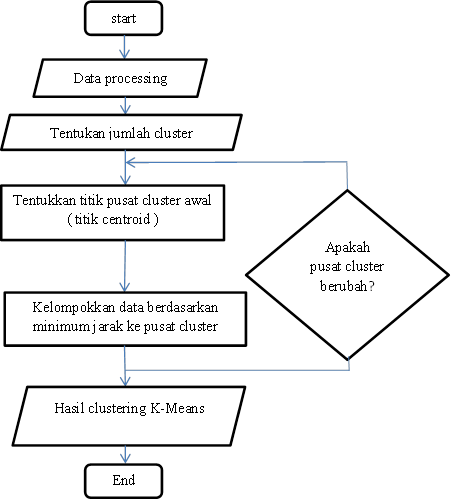 start
Data processing
Tentukan jumlah cluster
Tentukkan titik pusat cluster awal
( titik centroid )
Apakah
pusat cluster
berubah?
Kelompokkan data berdasarkan
minimum jarak ke pusat cluster
Hasil clustering K-Means
End